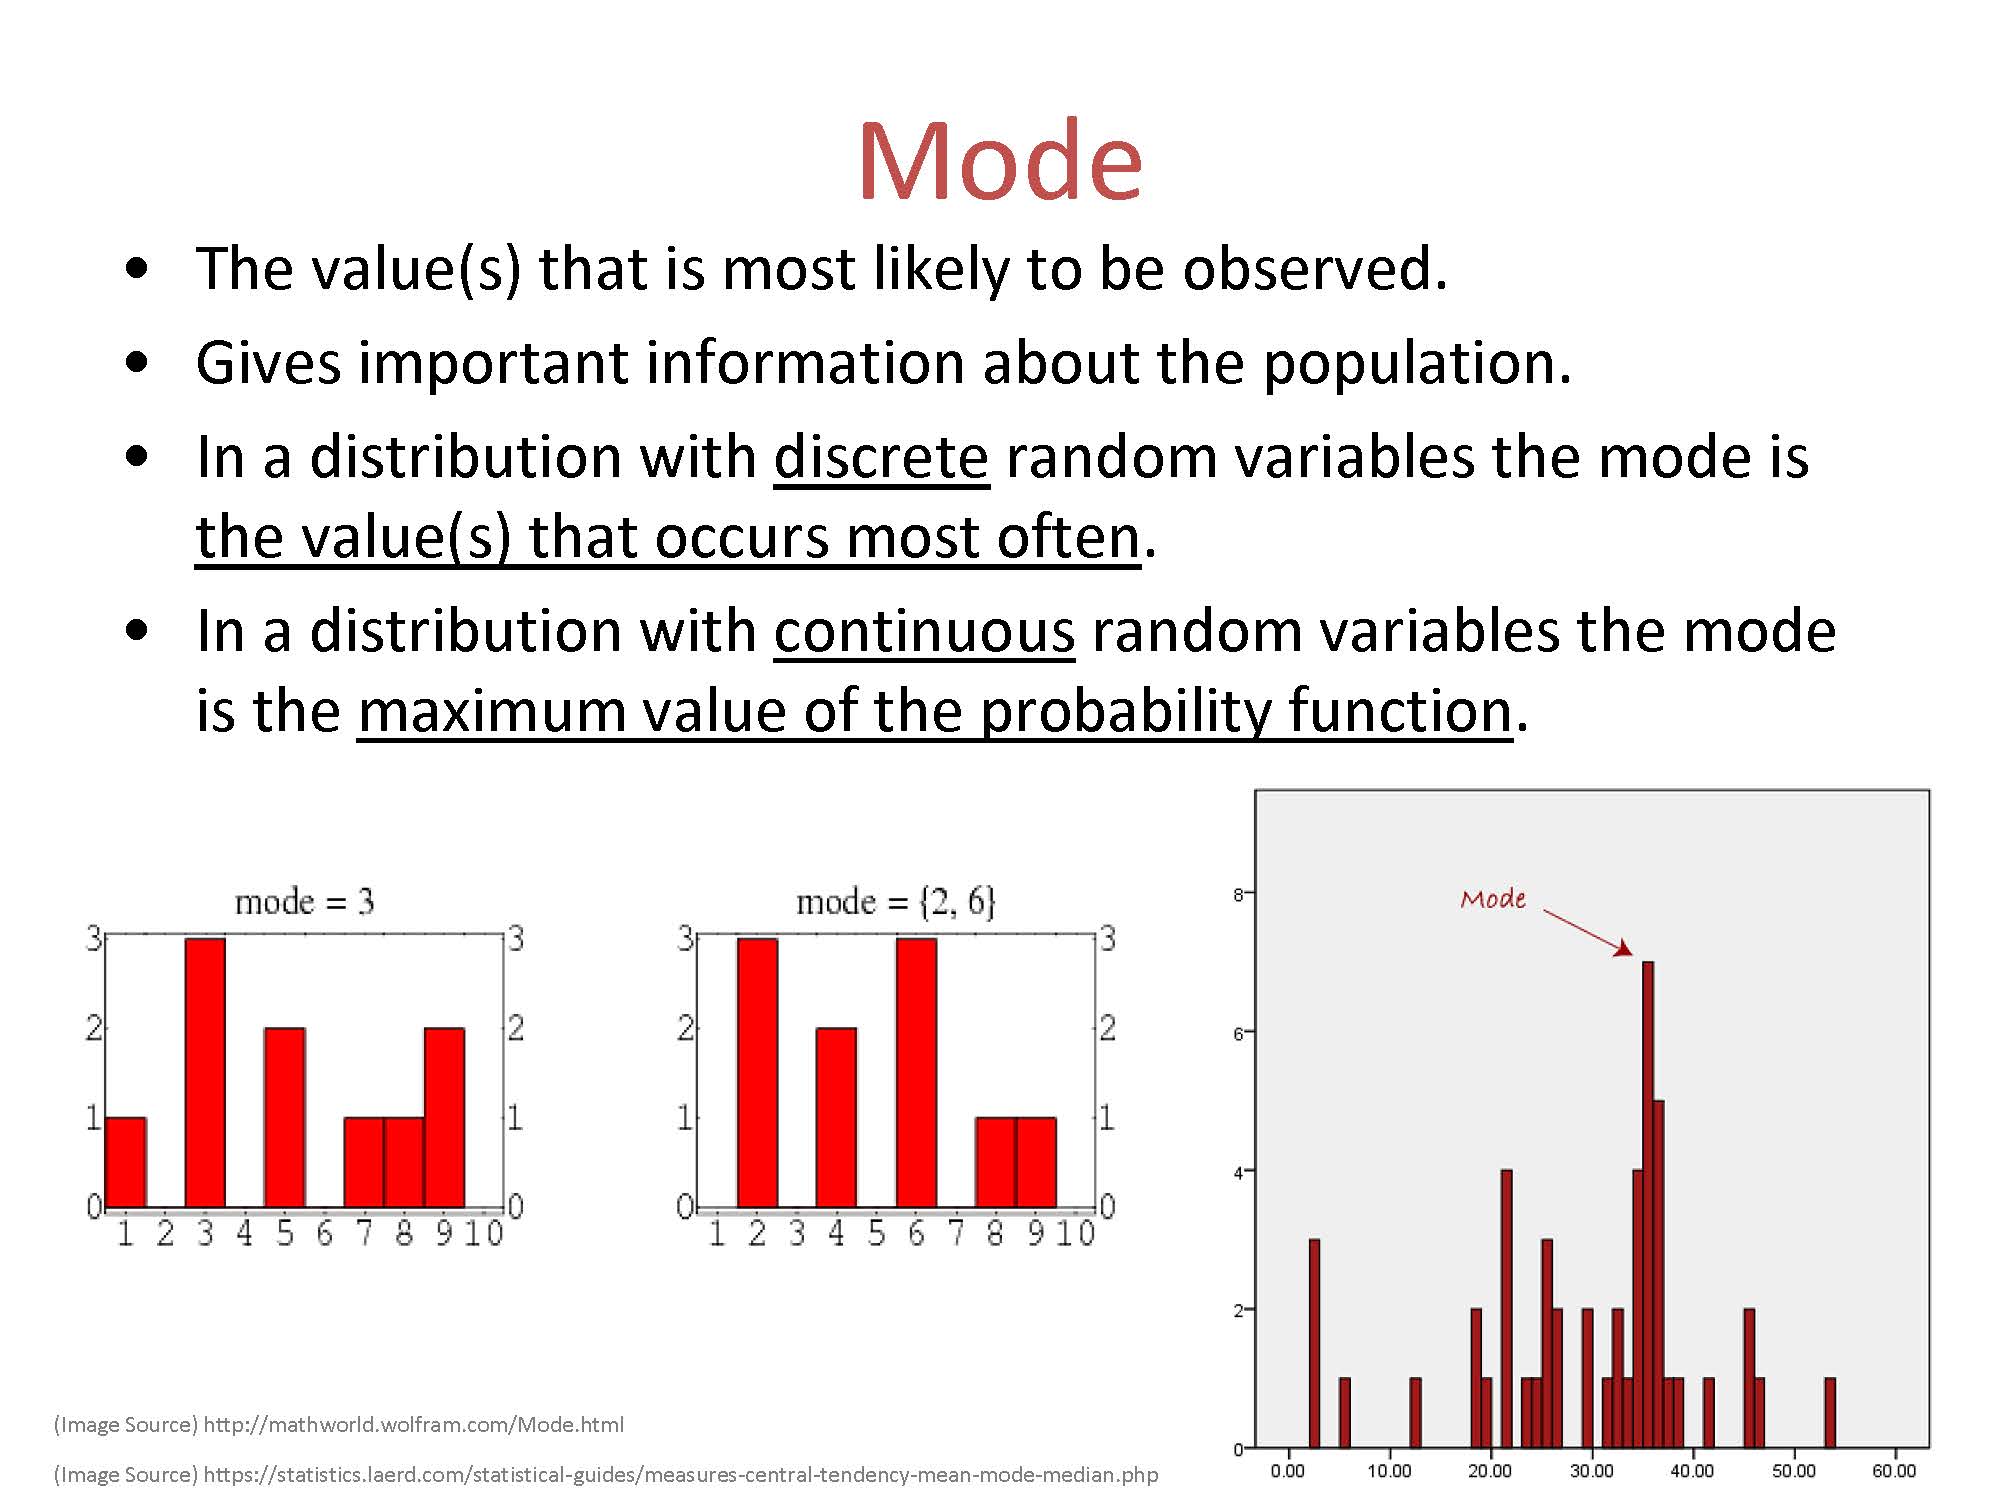 Mode
• The value(s) that is most likely to be observed.
• Gives important information about the population.
• In a distribution with discrete random variables the mode is
the value(s) that occurs most often.
• In a distribution with continuous random variables the mode
is the maximum value of the probability function.
mode = 3
3 3
2 2
1 1
0 0
1 2 3 4 5 6 7 8 9 10
mode = {2, 6}
3 3
2 2
1 1
0 0
1 2 3 4 5 6 7 8 9 10
Mode
8
6
4
2
0
0.00 10.00 20.00 30.00 40.00 50.00 60.00
(Image Source) http://mathworld.wolfram.com/Mode.html
(Image Source) https://statistics.laerd.com/statistical-guides/measures-central-tendency-mean-mode-median.php